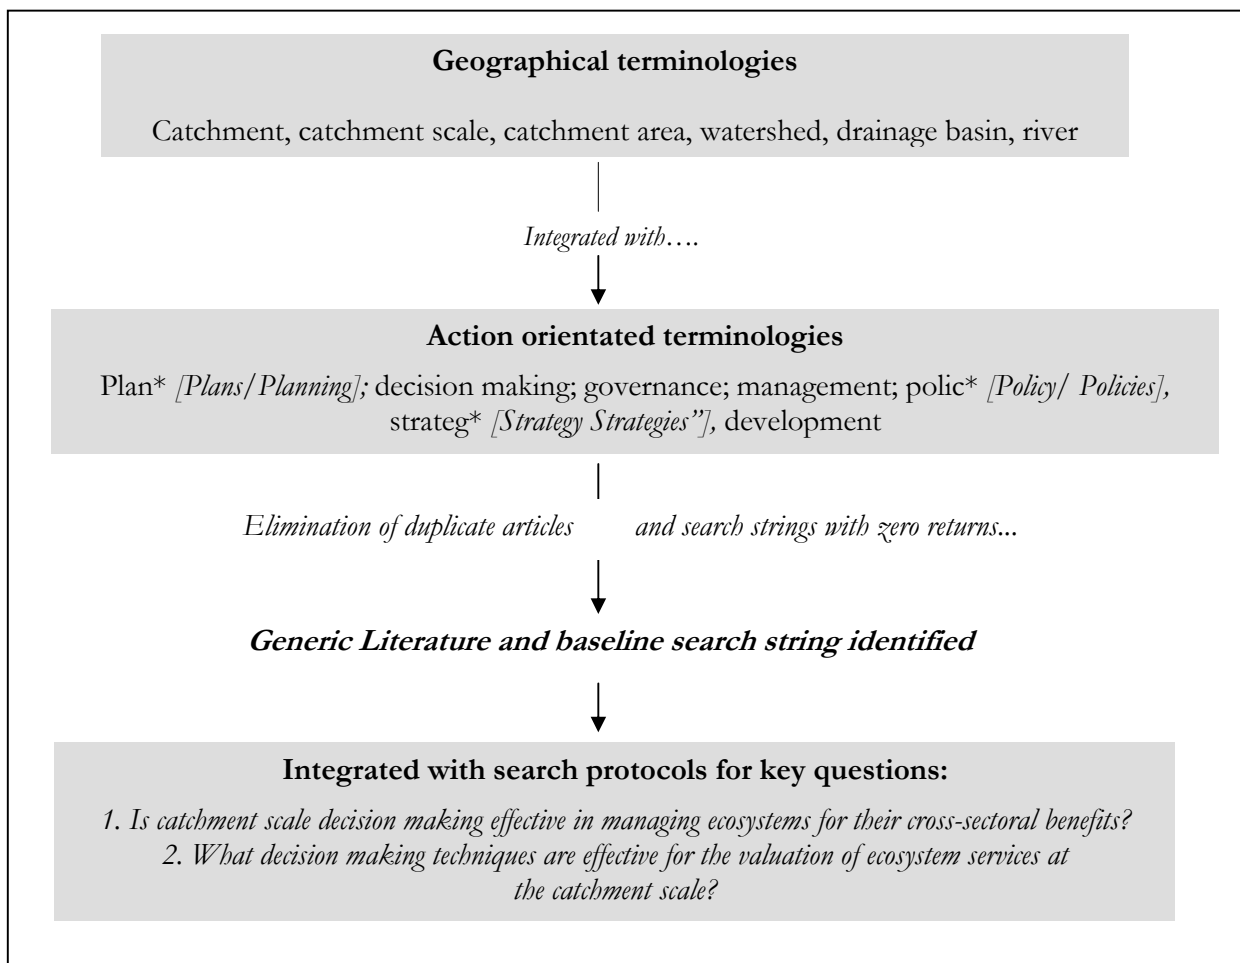 Geographical terminologies
Catchment, catchment scale, catchment area, watershed, drainage basin, river
Integrated with….
Action orientated terminologies
Plan* [Plans/Planning]; decision making; governance; management; polic* [Policy/ Policies],
strateg* [Strategy Strategies”], development
Elimination of duplicate articles and search strings with zero returns...
Generic Literature and baseline search string identified
Integrated with search protocols for key questions:
1. Is catchment scale decision making effective in managing ecosystems for their cross-sectoral benefits?
2. What decision making techniques are effective for the valuation of ecosystem services at
the catchment scale?